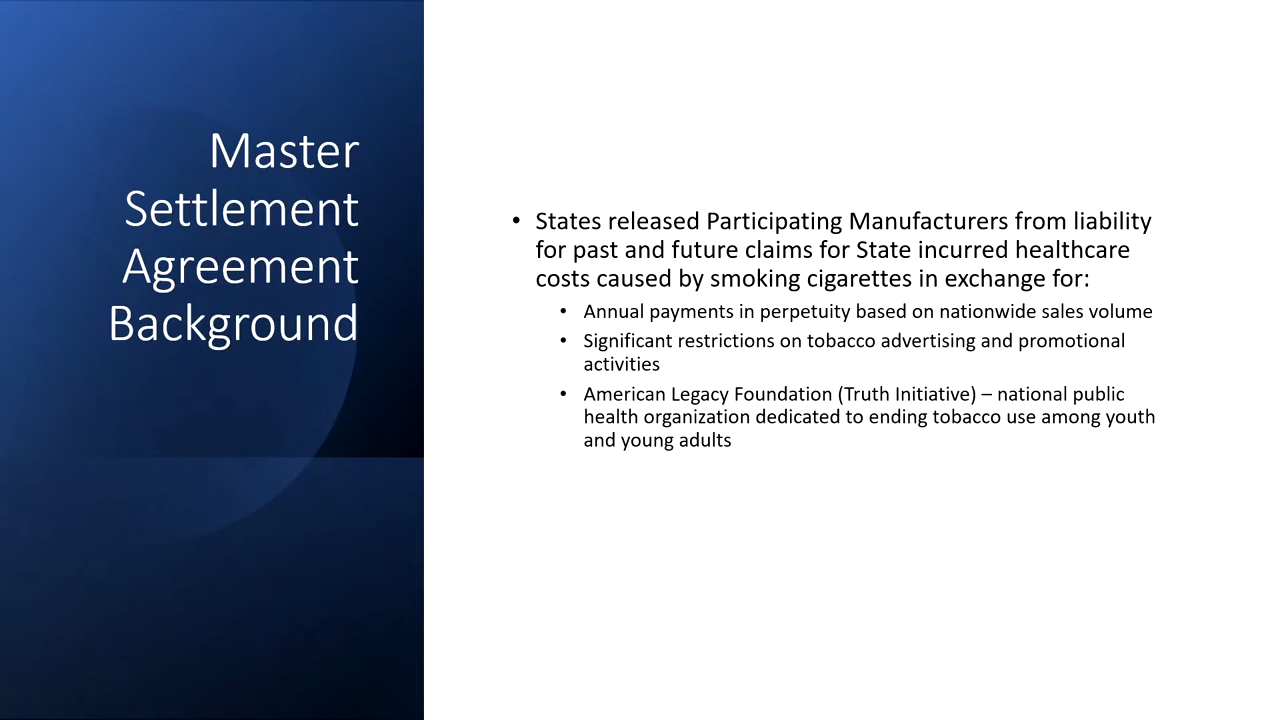 Master
Settlement
Agreement
Background
• States released Participating Manufacturers from liability
for past and future claims for State incurred healthcare
costs caused by smoking cigarettes in exchange for:
• Annual payments in perpetuity based on nationwide sales volume
• Significant restrictions on tobacco advertising and promotional
activities
• American Legacy Foundation (Truth Initiative) – national public
health organization dedicated to ending tobacco use among youth
and young adults